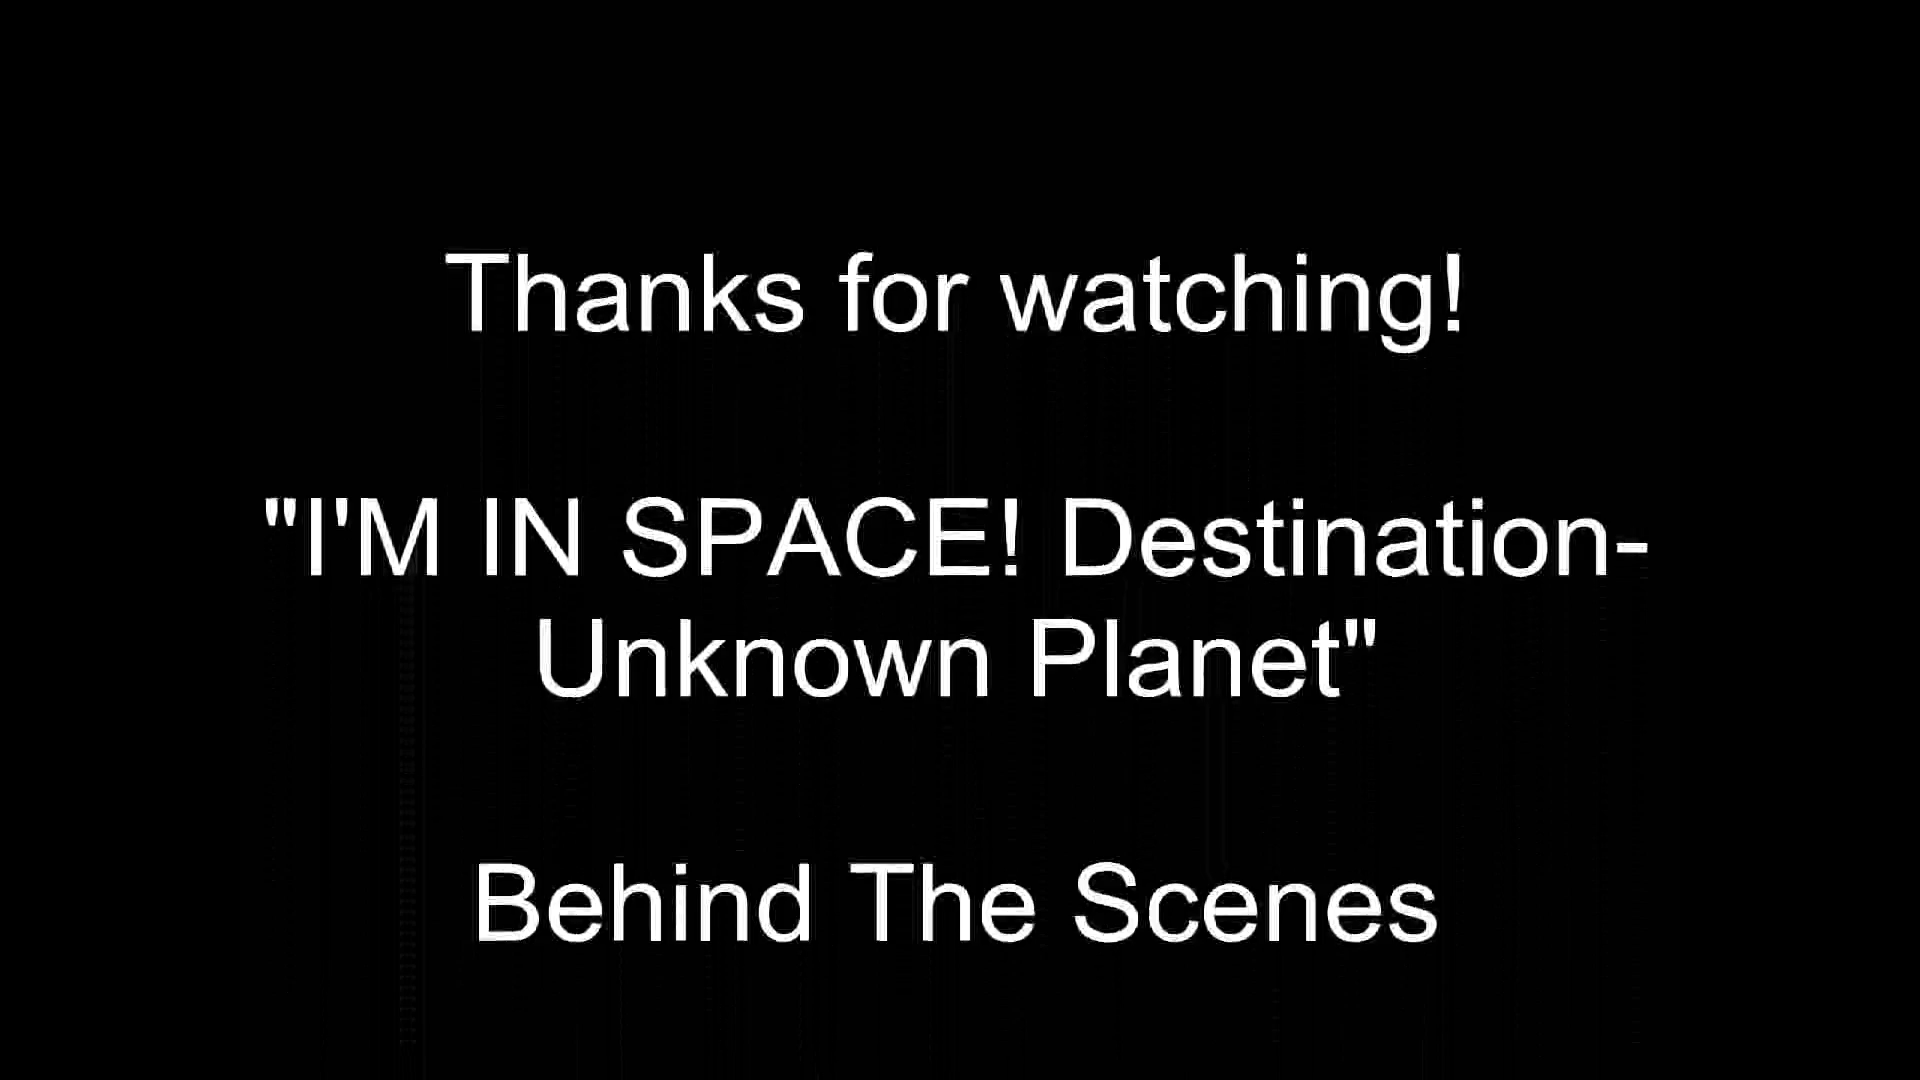 Thanks for watching!
"I'M IN SPACE! Destination-
Unknown Planet"
Behind The Scenes